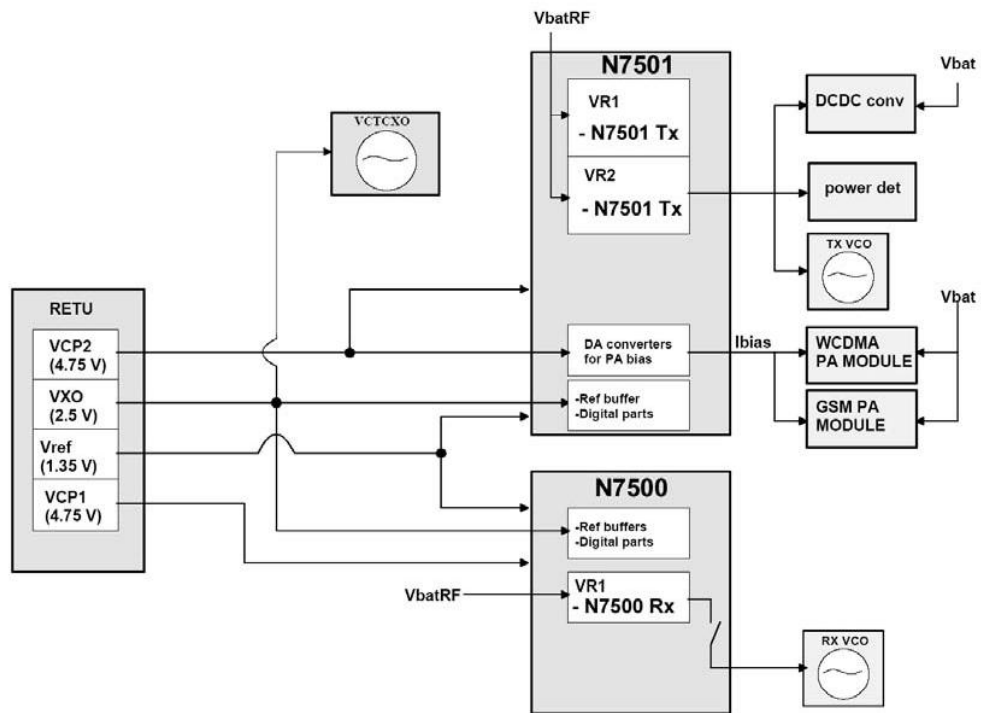 VbatRF
N7501
VR1
- N7501 Tx
VR2
- N7501 Tx
Vbat
DCDC conv
power det
TX VCO
VCTCXO
RETU
VCP2
(4.75 V)
VXO
(2.5 V)
Vref
(1.35 V)
VCP1
(4.75 V)
DA converters
for PA bias
-Ref buffer
-Digital parts
Ibias
Vbat
WCDMA
PA MODULE
GSM PA
MODULE
N7500
-Ref buffers
-Digital parts
VbatRF
VR1
- N7500 Rx
RX VCO